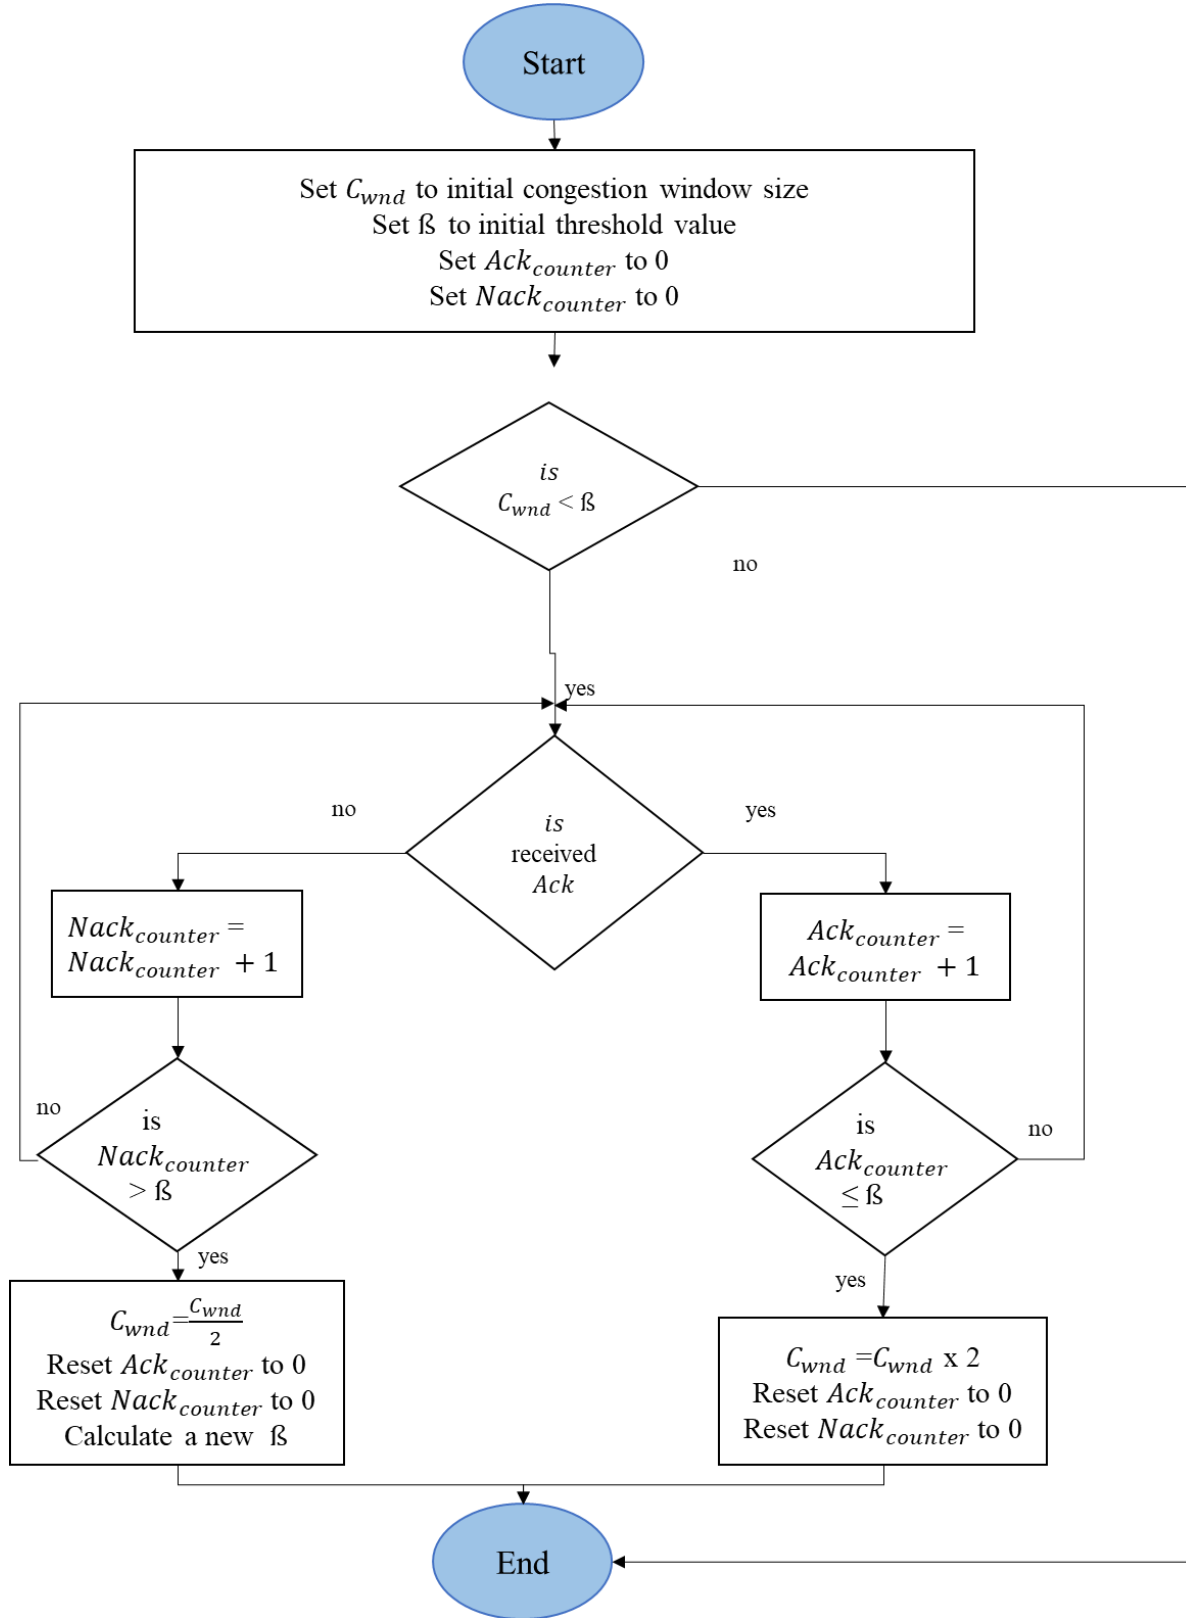 Start
Set C_wnd to initial congestion window size
Set ß to initial threshold value
Set Ack_counter to 0
Set Nack_counter to 0
is
C_wnd < ß
no
yes
no
yes
is
received
Ack
Nack_counter =
Nack_counter + 1
Ack_counter =
Ack_counter + 1
no
is
Nack_counter
> ß
yes
is
Ack_counter
≤ ß
no
yes
C_wnd=C_wnd/2
Reset Ack_counter to 0
Reset Nack_counter to 0
Calculate a new ß
C_wnd =C_wnd x 2
Reset Ack_counter to 0
Reset Nack_counter to 0
End